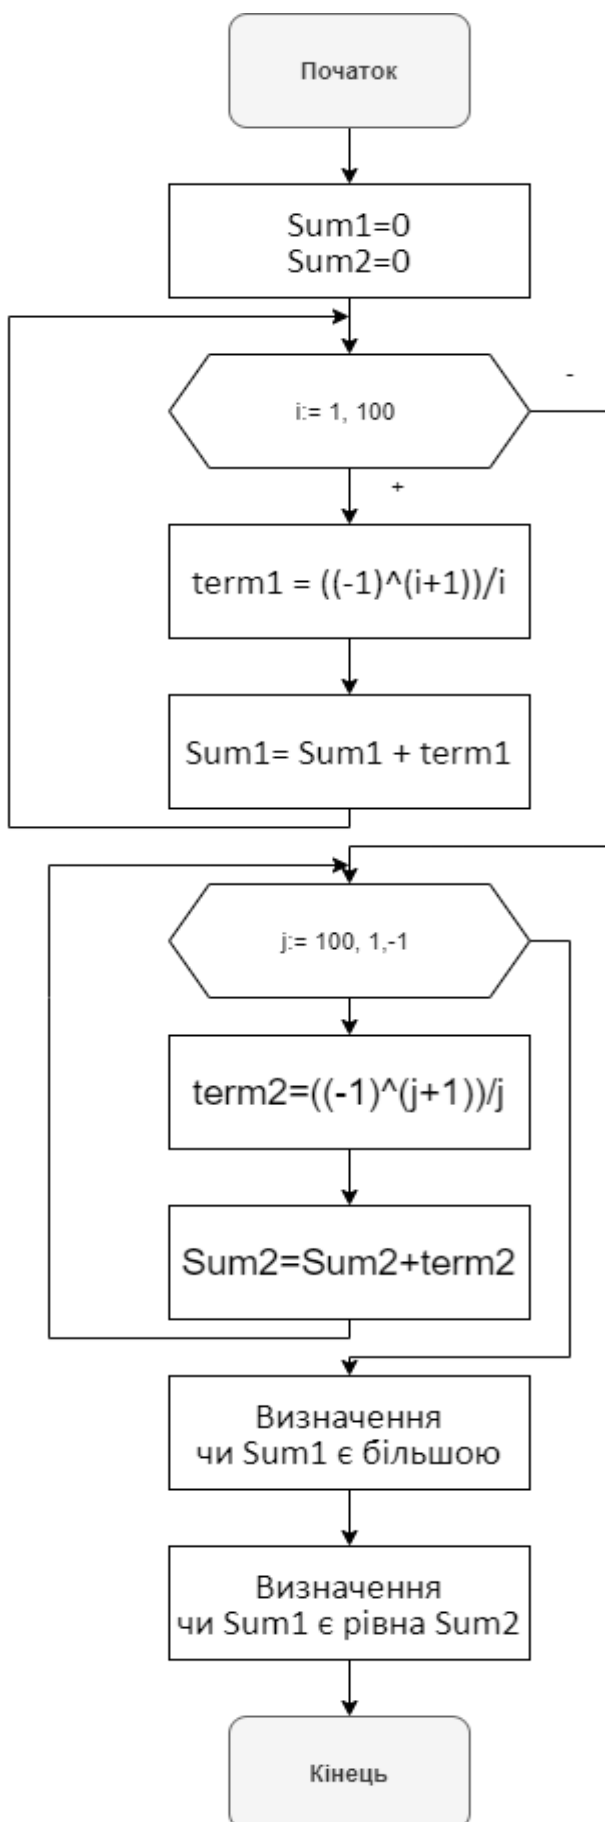 Початок
Sum1=0
Sum2=0
-
i:= 1, 100
+
term1 = ((-1)^(i+1))/i
Sum1= Sum1 + term1
j:= 100, 1,-1
term2=((-1)^(j+1))/j
Sum2=Sum2+term2
Визначення
чи Sum1 є більшою
Визначення
чи Sum1 є рівна Sum2
Кінець